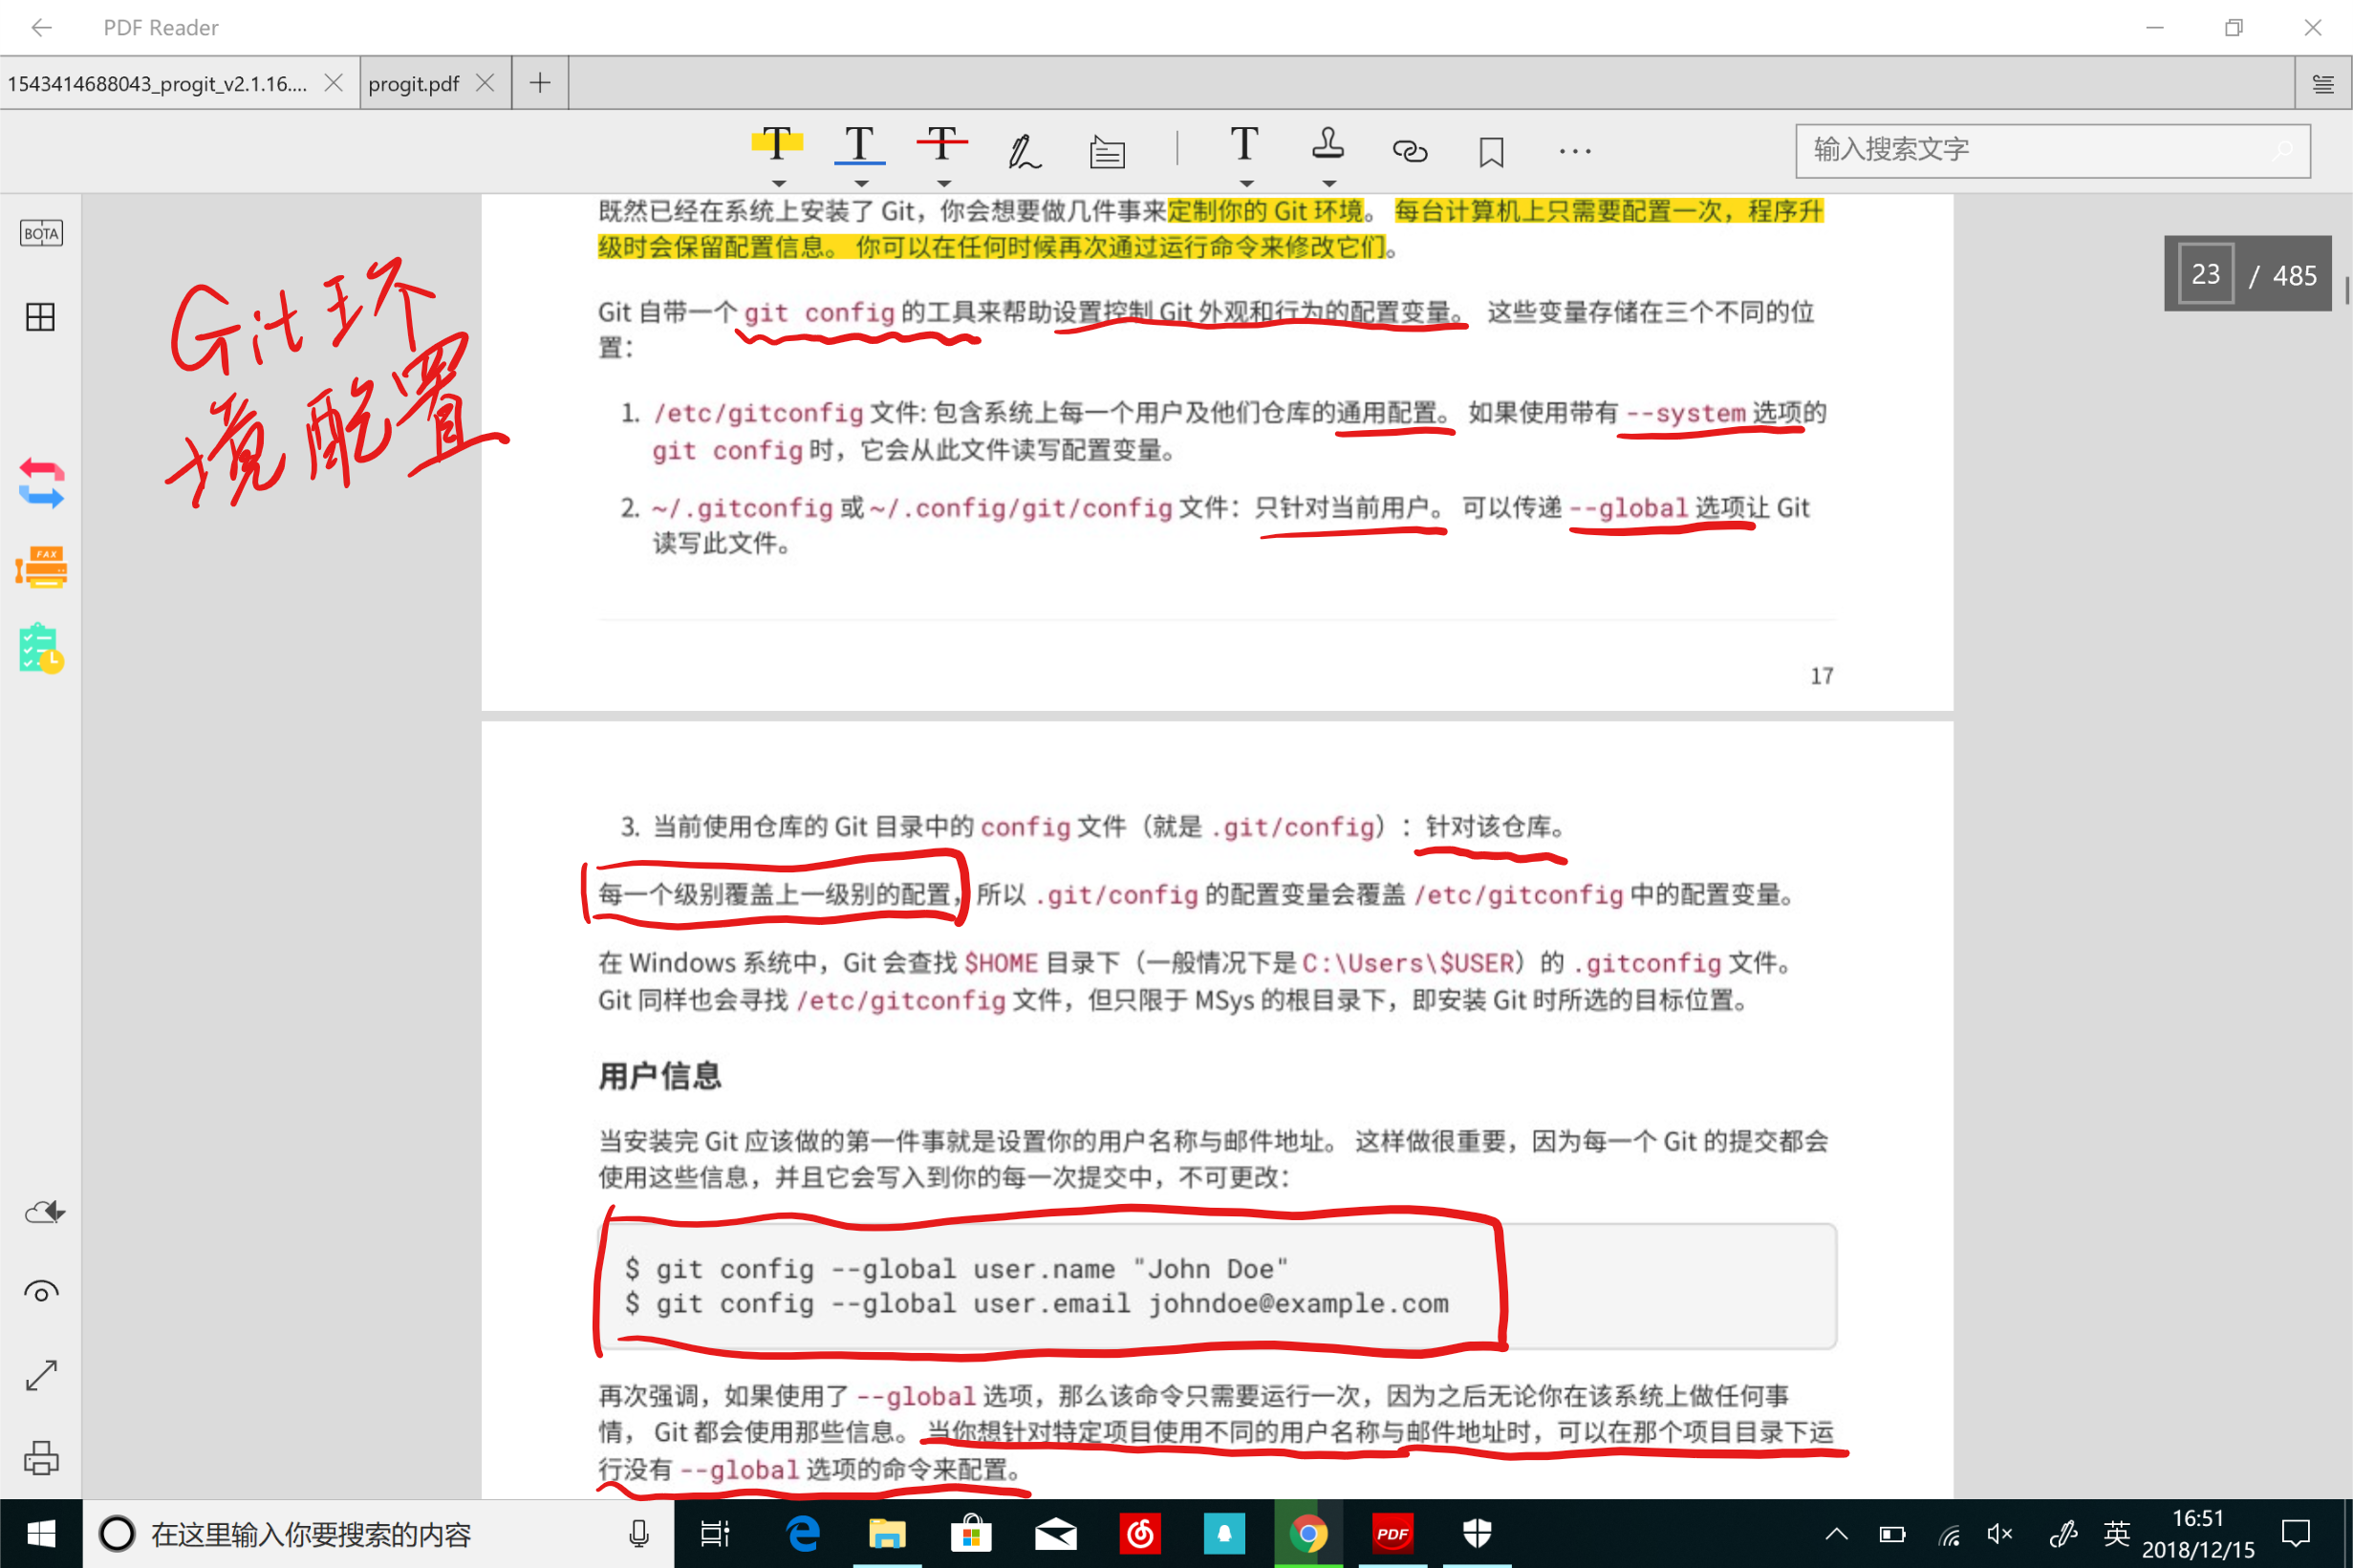 PDF Reader
1543414688043_progit_v2.1.16....
progit.pdf
输入搜索文字
BOTA
23 / 485
FAX
Git环
境配置
既然已经在系统上安装了 Git，你会想要做几件事来定制你的 Git 环境。 每台计算机上只需要配置一次，程序升
级时会保留配置信息。 你可以在任何时候再次通过运行命令来修改它们。
Git 自带一个 git config 的工具来帮助设置控制 Git 外观和行为的配置变量。 这些变量存储在三个不同的位
置：
1. /etc/gitconfig 文件: 包含系统上每一个用户及他们仓库的通用配置。 如果使用带有 --system 选项的
git config 时，它会从此文件读写配置变量。
2. ~/.gitconfig 或 ~/.config/git/config 文件：只针对当前用户。 可以传递 --global 选项让 Git
读写此文件。
17
3. 当前使用仓库的 Git 目录中的 config 文件（就是 .git/config）：针对该仓库。
每一个级别覆盖上一级别的配置，所以 .git/config 的配置变量会覆盖 /etc/gitconfig 中的配置变量。
在 Windows 系统中，Git 会查找 $HOME 目录下（一般情况下是 C:\Users\$USER）的 .gitconfig 文件。
Git 同样也会寻找 /etc/gitconfig 文件，但只限于 MSys 的根目录下，即安装 Git 时所选的目标位置。
用户信息
当安装完 Git 应该做的第一件事就是设置你的用户名称与邮件地址。 这样做很重要，因为每一个 Git 的提交都会
使用这些信息，并且它会写入到你的每一次提交中，不可更改：
$ git config --global user.name "John Doe"
$ git config --global user.email johndoe@example.com
再次强调，如果使用了 --global 选项，那么该命令只需要运行一次，因为之后无论你在该系统上做任何事
情， Git 都会使用那些信息。 当你想针对特定项目使用不同的用户名称与邮件地址时，可以在那个项目目录下运
行没有 --global 选项的命令来配置。
在这里输入你要搜索的内容
PDF
英
16:51
2018/12/15